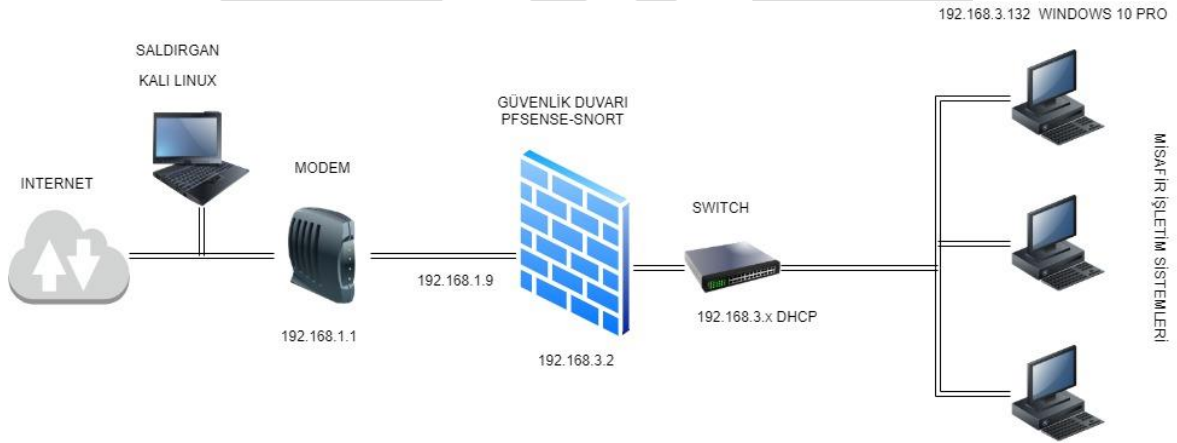 192.168.3.132 WINDOWS 10 PRO
SALDIRGAN
KALI LINUX
GÜVENLİK DUVARI
PFSENSE-SNORT
INTERNET
MODEM
SWITCH
192.168.1.9
192.168.1.1
192.168.3.2
192.168.3.x DHCP
MİSAFİR İŞLETİM SİSTEMLERİ